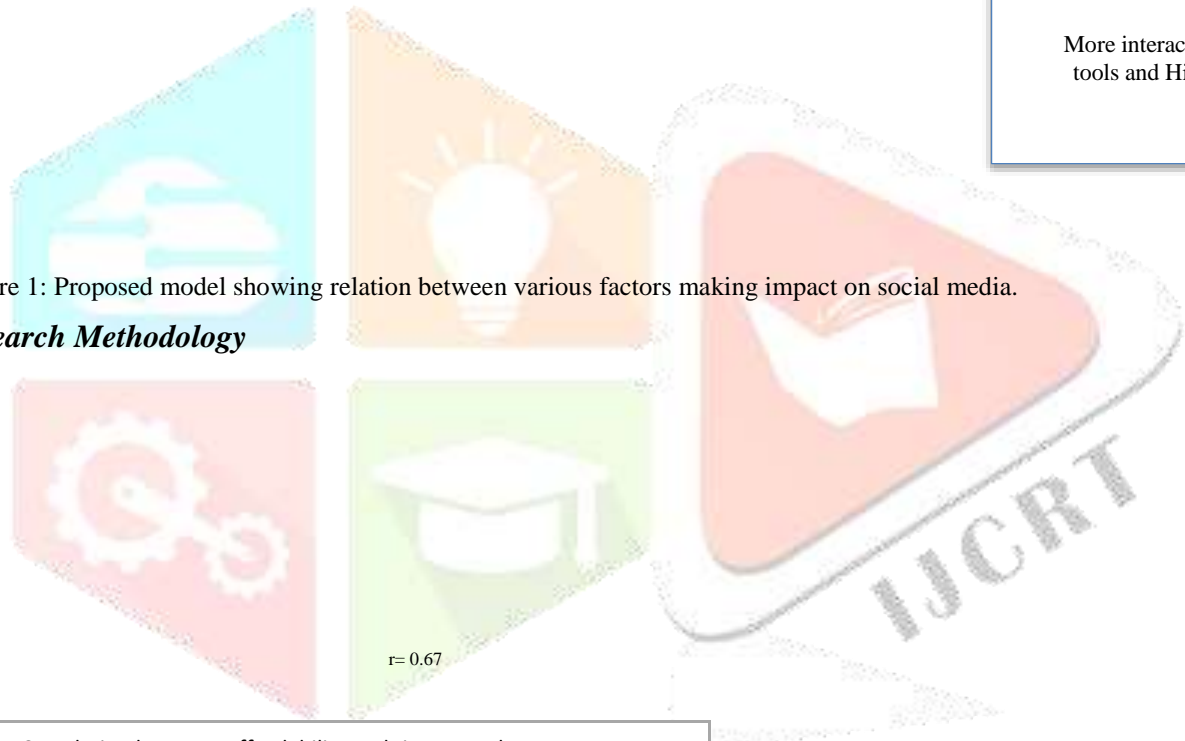 More interac
tools and Hi
re 1: Proposed model showing relation between various factors making impact on social media.
earch Methodology
IJCRT
r= 0.67